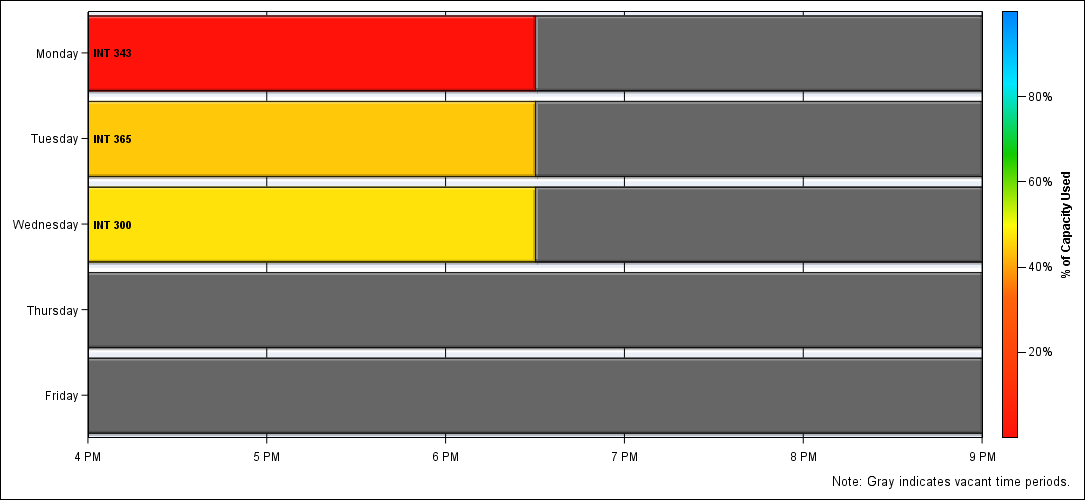 Monday
INT 343
Tuesday
INT 365
Wednesday
INT 300
Thursday
Friday
4 PM 5 PM 6 PM 7 PM 8 PM 9 PM
80%
60%
40%
20%
% of Capacity Used
Note: Gray indicates vacant time periods.